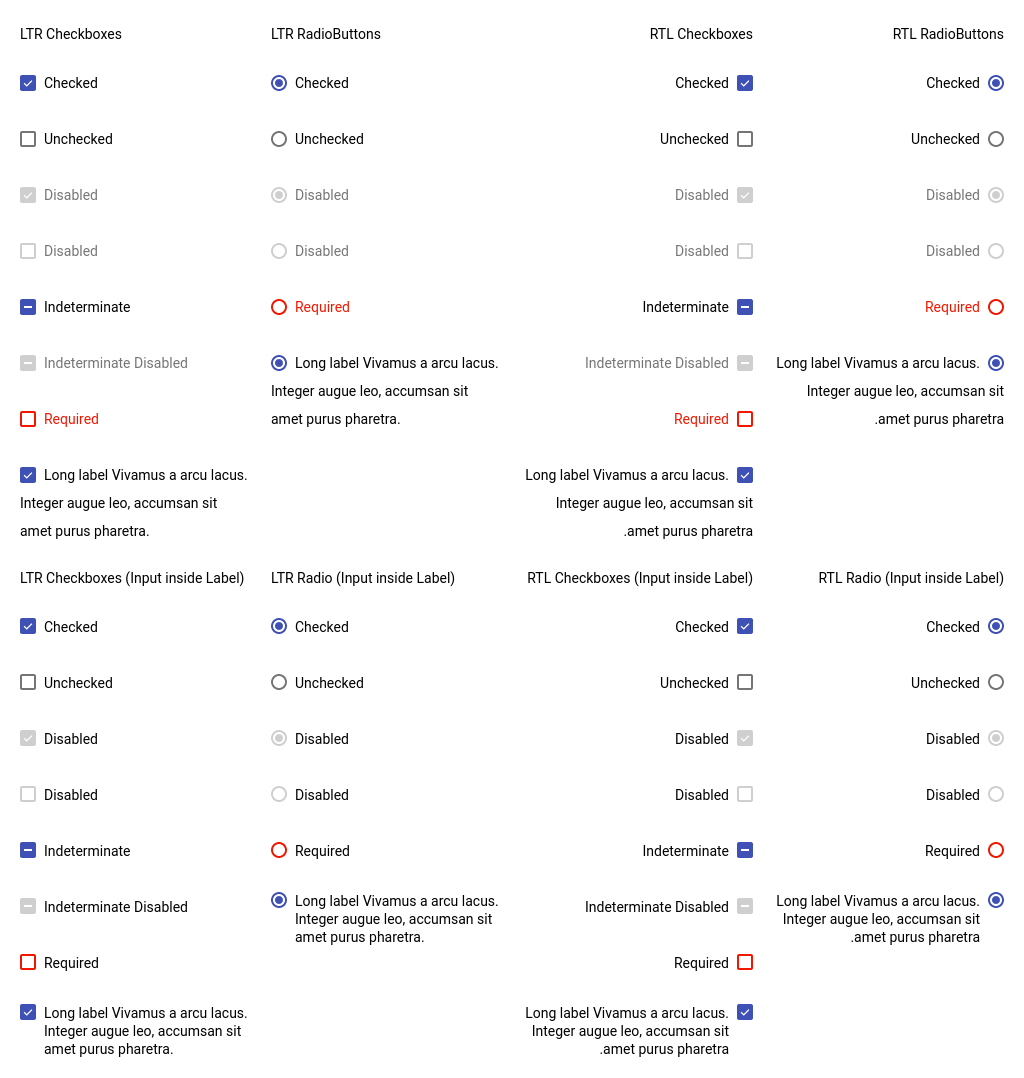 LTR Checkboxes
Checked
Unchecked
Disabled
Disabled
Indeterminate
Indeterminate Disabled
Required
Long label Vivamus a arcu lacus.
Integer augue leo, accumsan sit
amet purus pharetra.
LTR RadioButtons
Checked
Unchecked
Disabled
Disabled
Required
Long label Vivamus a arcu lacus.
Integer augue leo, accumsan sit
amet purus pharetra.
RTL Checkboxes
Checked
Unchecked
Disabled
Disabled
Indeterminate
Indeterminate Disabled
Required
Long label Vivamus a arcu lacus.
Integer augue leo, accumsan sit
.amet purus pharetra
RTL RadioButtons
Checked
Unchecked
Disabled
Disabled
Required
Long label Vivamus a arcu lacus.
Integer augue leo, accumsan sit
.amet purus pharetra
LTR Checkboxes (Input inside Label)
Checked
Unchecked
Disabled
Disabled
Indeterminate
Indeterminate Disabled
Required
Long label Vivamus a arcu lacus.
Integer augue leo, accumsan sit
amet purus pharetra.
LTR Radio (Input inside Label)
Checked
Unchecked
Disabled
Disabled
Required
Long label Vivamus a arcu lacus.
Integer augue leo, accumsan sit
amet purus pharetra.
RTL Checkboxes (Input inside Label)
Checked
Unchecked
Disabled
Disabled
Indeterminate
Indeterminate Disabled
Required
Long label Vivamus a arcu lacus.
Integer augue leo, accumsan sit
.amet purus pharetra
RTL Radio (Input inside Label)
Checked
Unchecked
Disabled
Disabled
Required
Long label Vivamus a arcu lacus.
Integer augue leo, accumsan sit
.amet purus pharetra